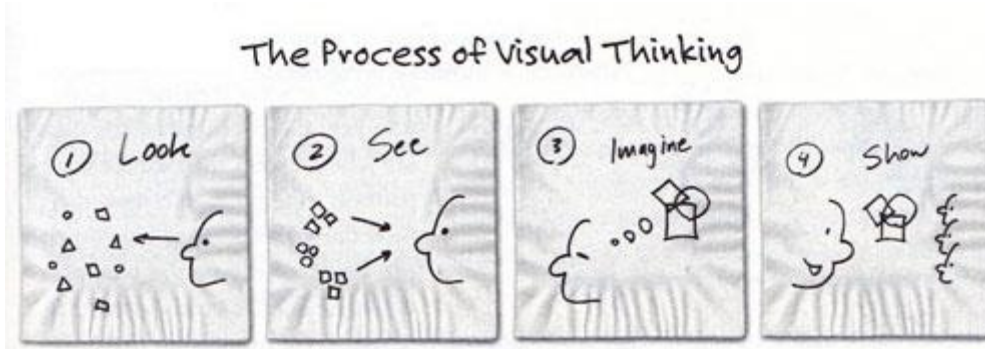 The Process of Visual Thinking
1 Look
2 See
3 Imagine
4 Show